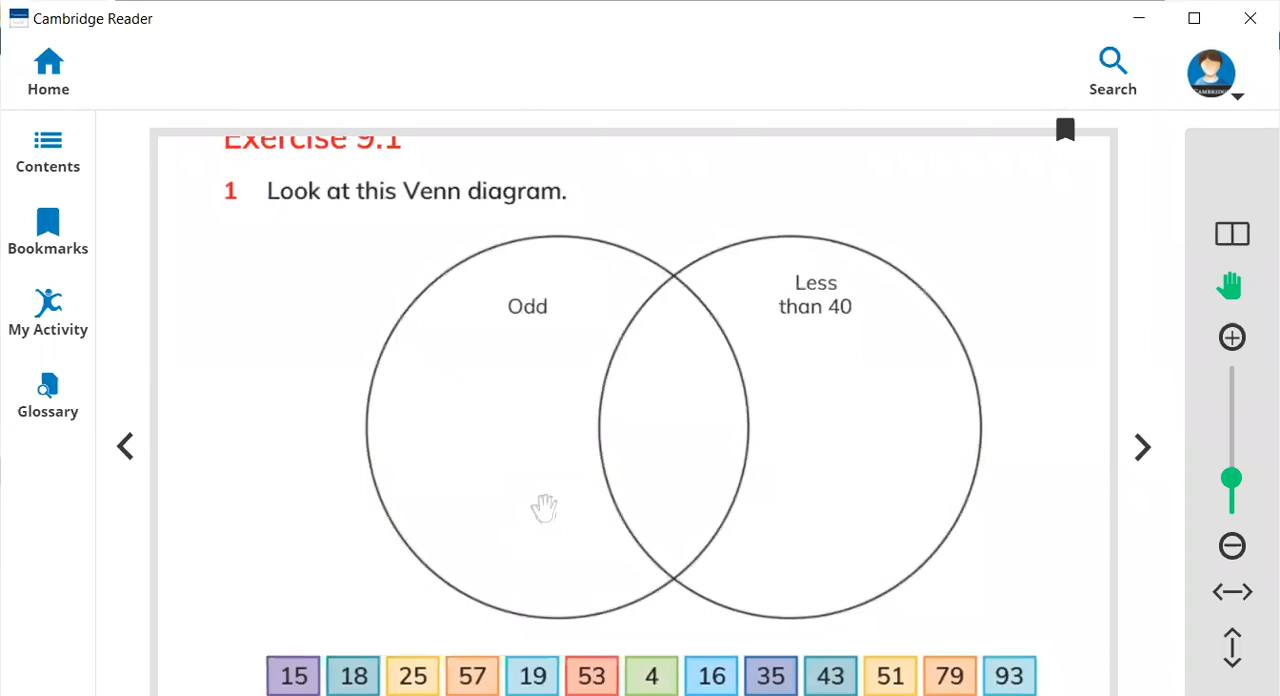 Cambridge Reader
Home
Search
Contents
Bookmarks
My Activity
Glossary
Exercise 9.1
1 Look at this Venn diagram.
Odd
Less
than 40
15 18 25 57 19 53 4 16 35 43 51 79 93